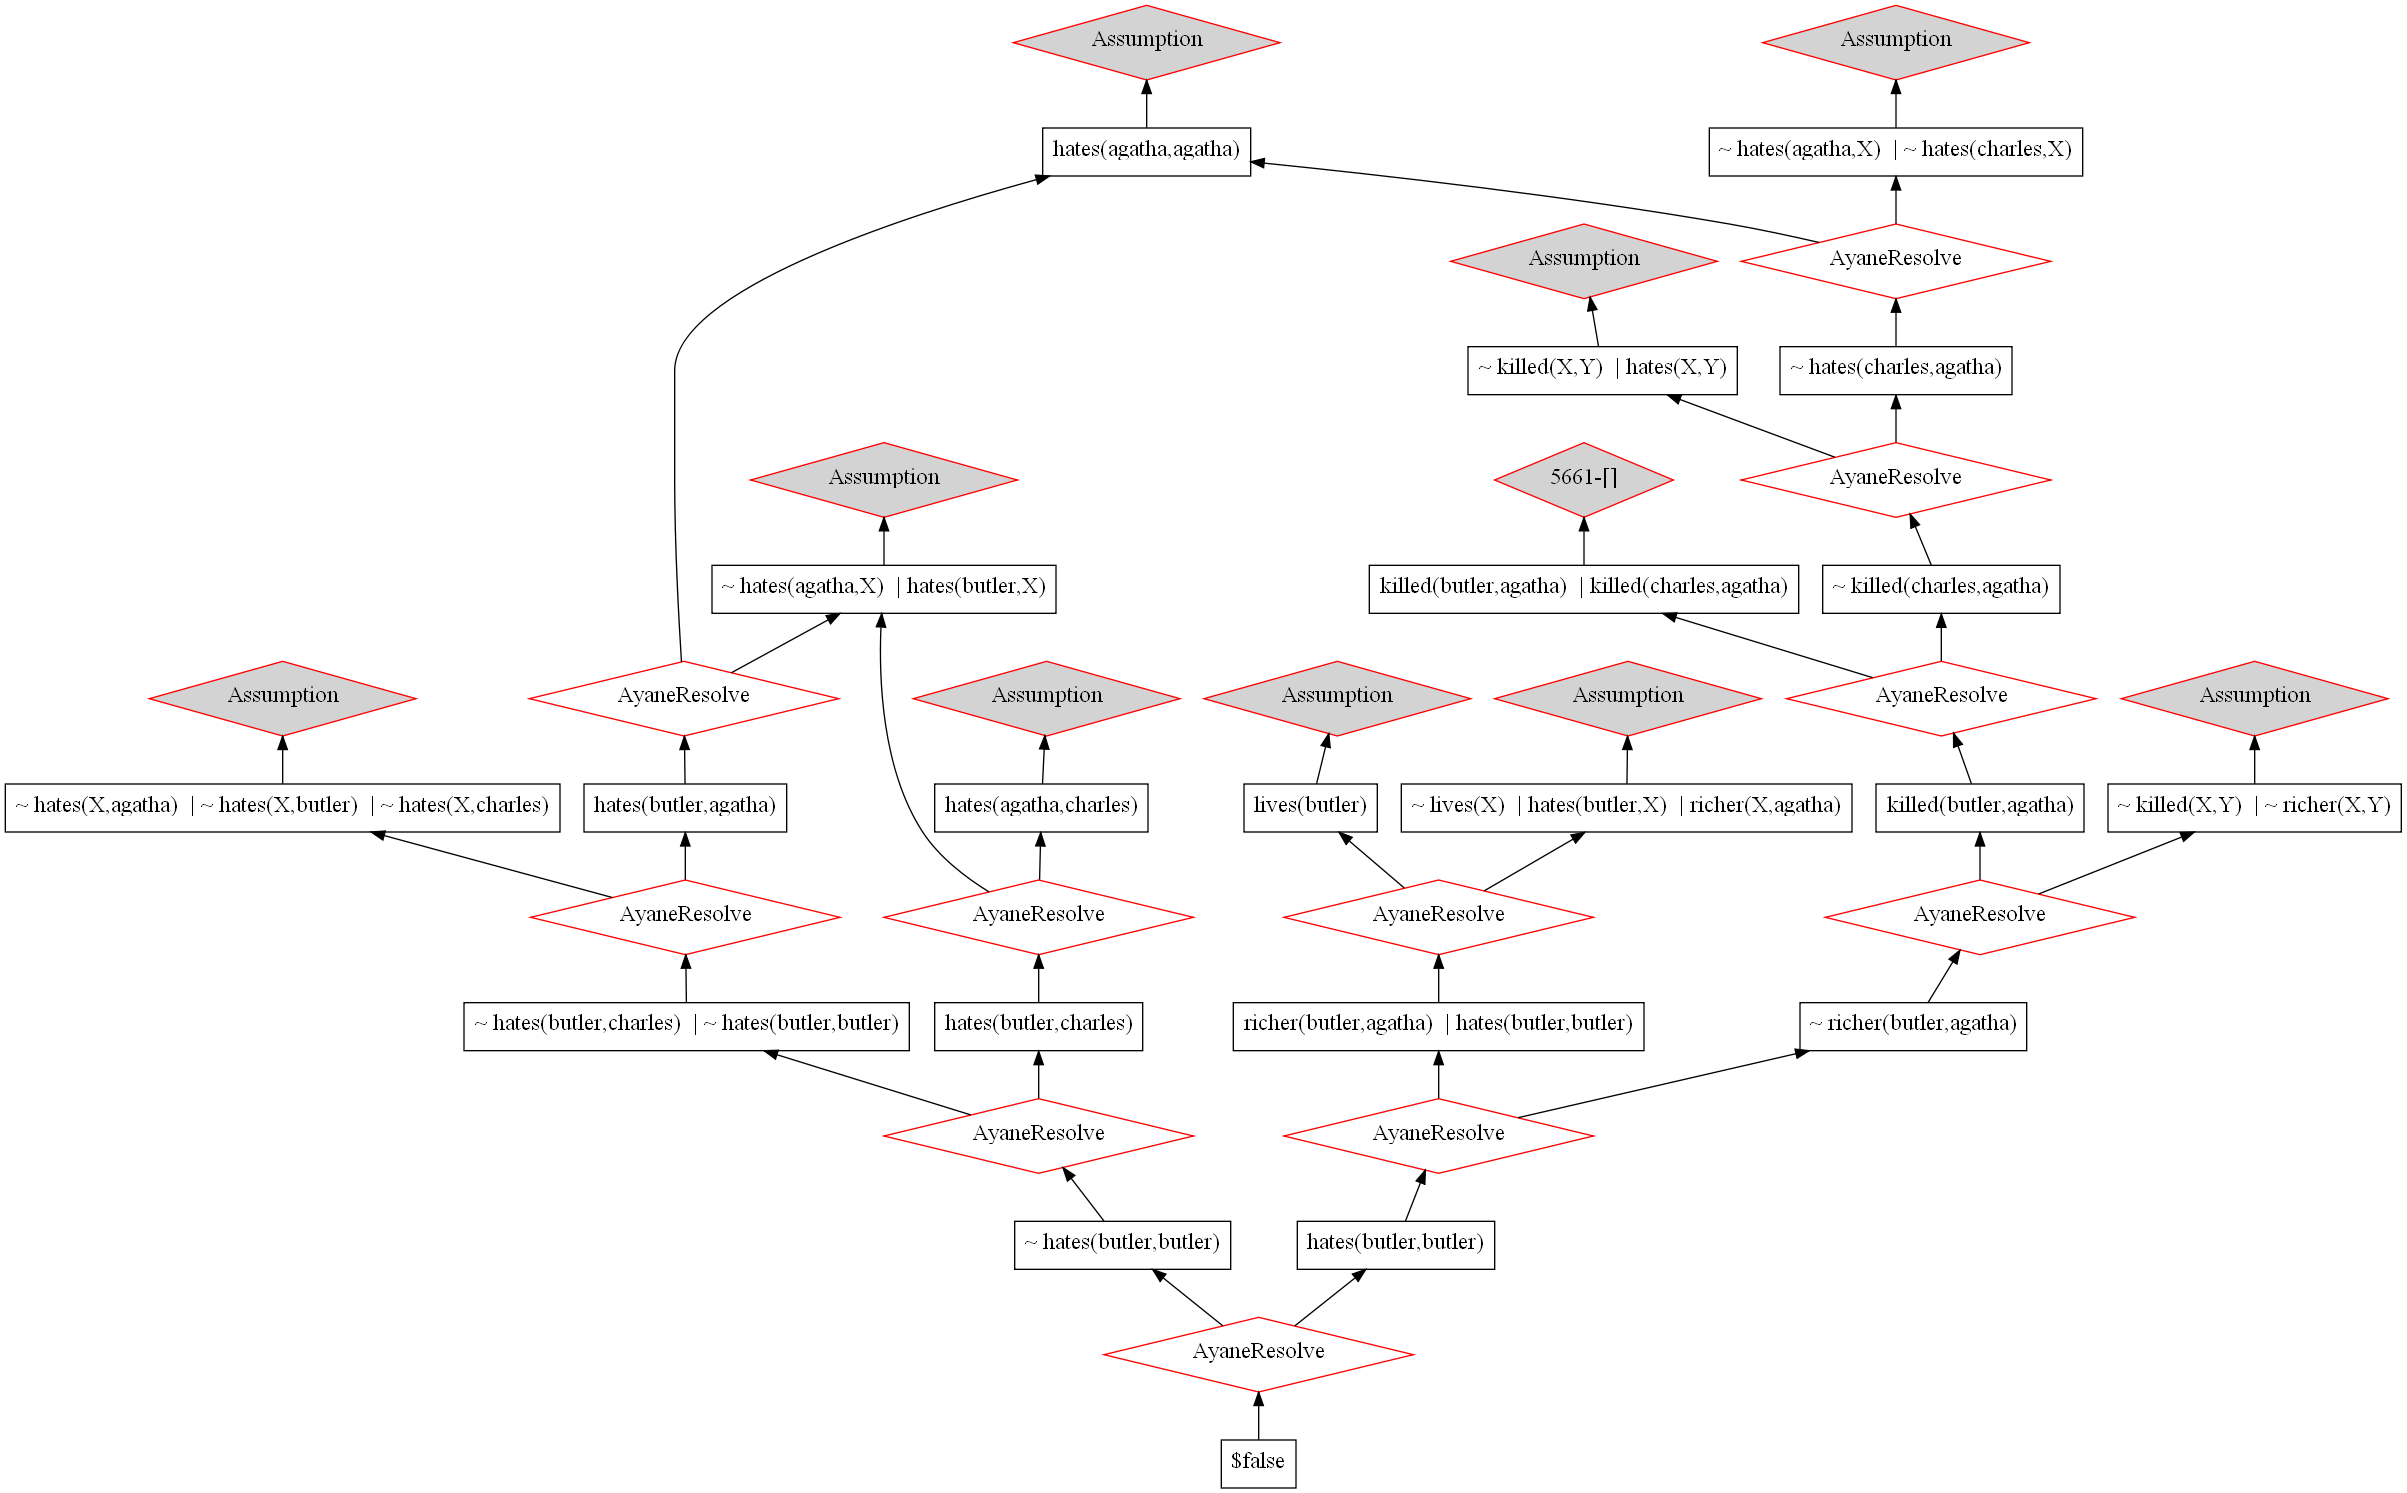 Assumption
Assumption
hates(agatha,agatha)
~ hates(agatha,X) | ~ hates(charles,X)
Assumption
AyaneResolve
~ killed(X,Y) | hates(X,Y)
~ hates(charles,agatha)
Assumption
5661-[]
AyaneResolve
~ hates(agatha,X) | hates(butler,X)
killed(butler,agatha) | killed(charles,agatha)
~ killed(charles,agatha)
Assumption
AyaneResolve
Assumption
Assumption
Assumption
AyaneResolve
Assumption
~ hates(X,agatha) | ~ hates(X,butler) | ~ hates(X,charles)
hates(butler,agatha)
hates(agatha,charles)
lives(butler)
~ lives(X) | hates(butler,X) | richer(X,agatha)
killed(butler,agatha)
~ killed(X,Y) | ~ richer(X,Y)
AyaneResolve
AyaneResolve
AyaneResolve
AyaneResolve
~ hates(butler,charles) | ~ hates(butler,butler)
hates(butler,charles)
richer(butler,agatha) | hates(butler,butler)
~ richer(butler,agatha)
AyaneResolve
AyaneResolve
~ hates(butler,butler)
hates(butler,butler)
AyaneResolve
$false